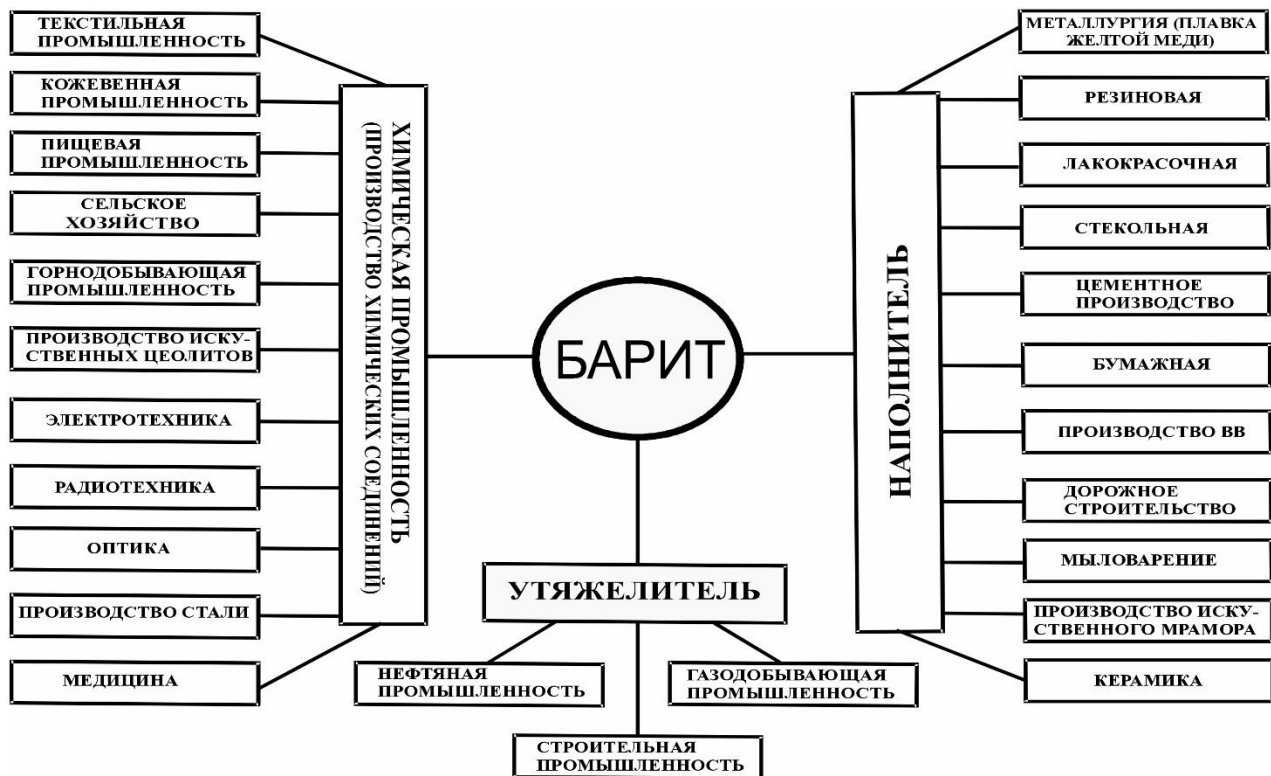 ТЕКСТИЛЬНАЯ
ПРОМЫШЛЕННОСТЬ
КОЖЕВЕННАЯ
ПРОМЫШЛЕННОСТЬ
ПИЩЕВАЯ
ПРОМЫШЛЕННОСТЬ
СЕЛЬСКОЕ
ХОЗЯЙСТВО
ГОРНОДОБЫВАЮЩАЯ
ПРОМЫШЛЕННОСТЬ
ПРОИЗВОДСТВО ИСКУ-
СТВЕННЫХ ЦЕОЛИТОВ
ЭЛЕКТРОТЕХНИКА
РАДИОТЕХНИКА
ОПТИКА
ПРОИЗВОДСТВО СТАЛИ
МЕДИЦИНА
ХИМИЧЕСКАЯ ПРОМЫШЛЕННОСТЬ
(ПРОИЗВОДСТВО ХИМИЧЕСКИХ СОЕДИНЕНИЙ)
БАРИТ
УТЯЖЕЛИТЕЛЬ
НЕФТЯНАЯ
ПРОМЫШЛЕННОСТЬ
СТРОИТЕЛЬНАЯ
ПРОМЫШЛЕННОСТЬ
ГАЗОДОБЫВАЮЩАЯ
ПРОМЫШЛЕННОСТЬ
НАПОЛНИТЕЛЬ
МЕТАЛЛУРГИЯ (ПЛАВКА
ЖЕЛТОЙ МЕДИ)
РЕЗИНОВАЯ
ЛАКОКРАСОЧНАЯ
СТЕКОЛЬНАЯ
ЦЕМЕНТНОЕ
ПРОИЗВОДСТВО
БУМАЖНАЯ
ПРОИЗВОДСТВО ВВ
ДОРОЖНОЕ
СТРОИТЕЛЬСТВО
МЫЛОВАРЕНИЕ
ПРОИЗВОДСТВО ИСКУ-
СТВЕННОГО МРАМОРА
КЕРАМИКА